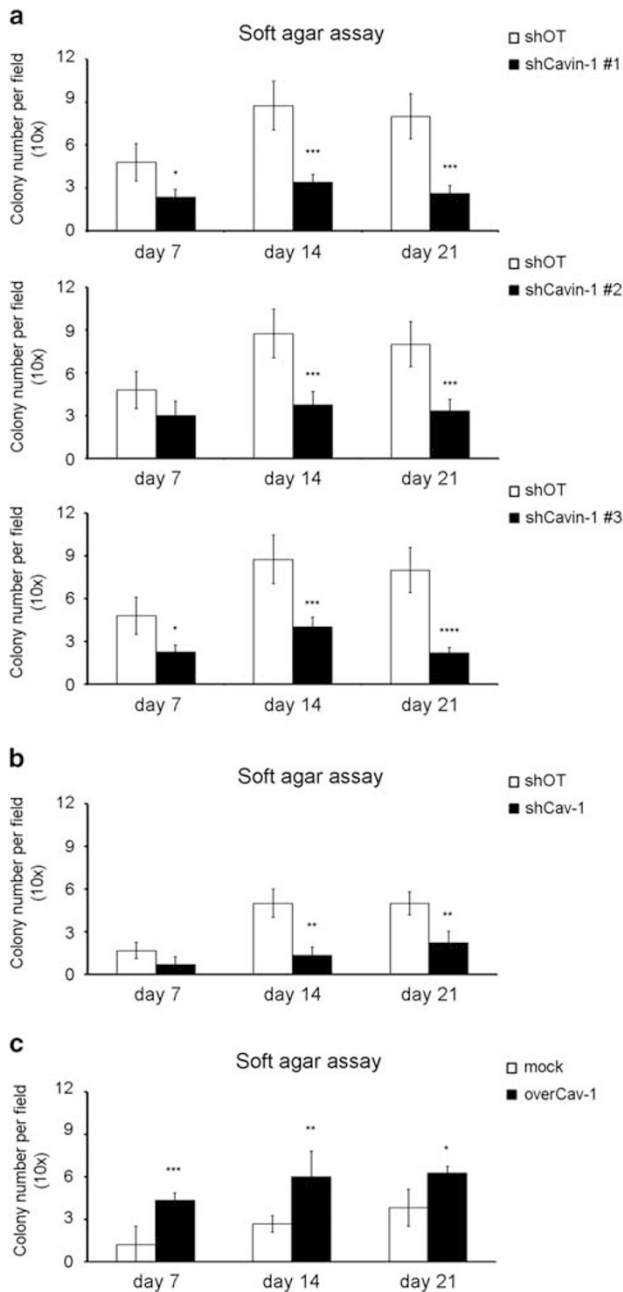 a
Soft agar assay
shOT
shCavin-1 #1
Colony number per field
(10x)
12
9
6
3
0
*
***
***
day 7
day 14
day 21
shOT
shCavin-1 #2
Colony number per field
(10x)
12
9
6
3
0
***
***
day 7
day 14
day 21
shOT
shCavin-1 #3
Colony number per field
(10x)
12
9
6
3
0
*
***
****
day 7
day 14
day 21
b
Soft agar assay
shOT
shCav-1
Colony number per field
(10x)
12
9
6
3
0
**
**
day 7
day 14
day 21
c
Soft agar assay
mock
overCav-1
Colony number per field
(10x)
12
9
6
3
0
***
**
*
day 7
day 14
day 21